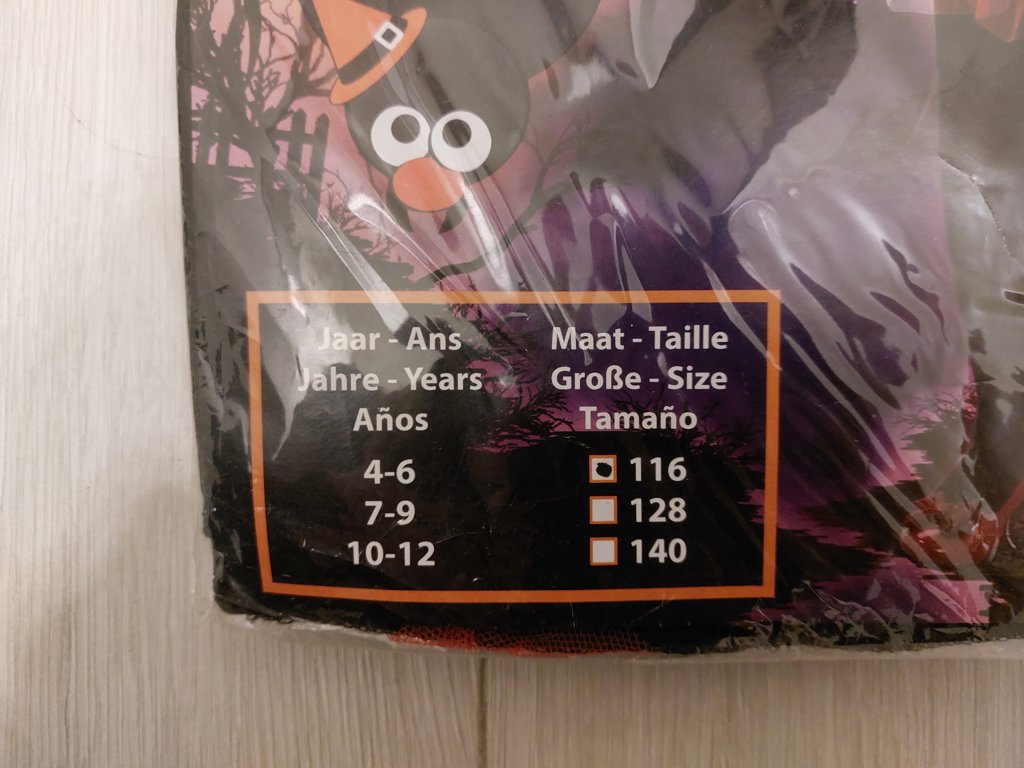 Jaar - Ans
Jahre - Years
Años
Maat - Taille
Große - Size
Tamaño
4-6 116
7-9 128
10-12 140